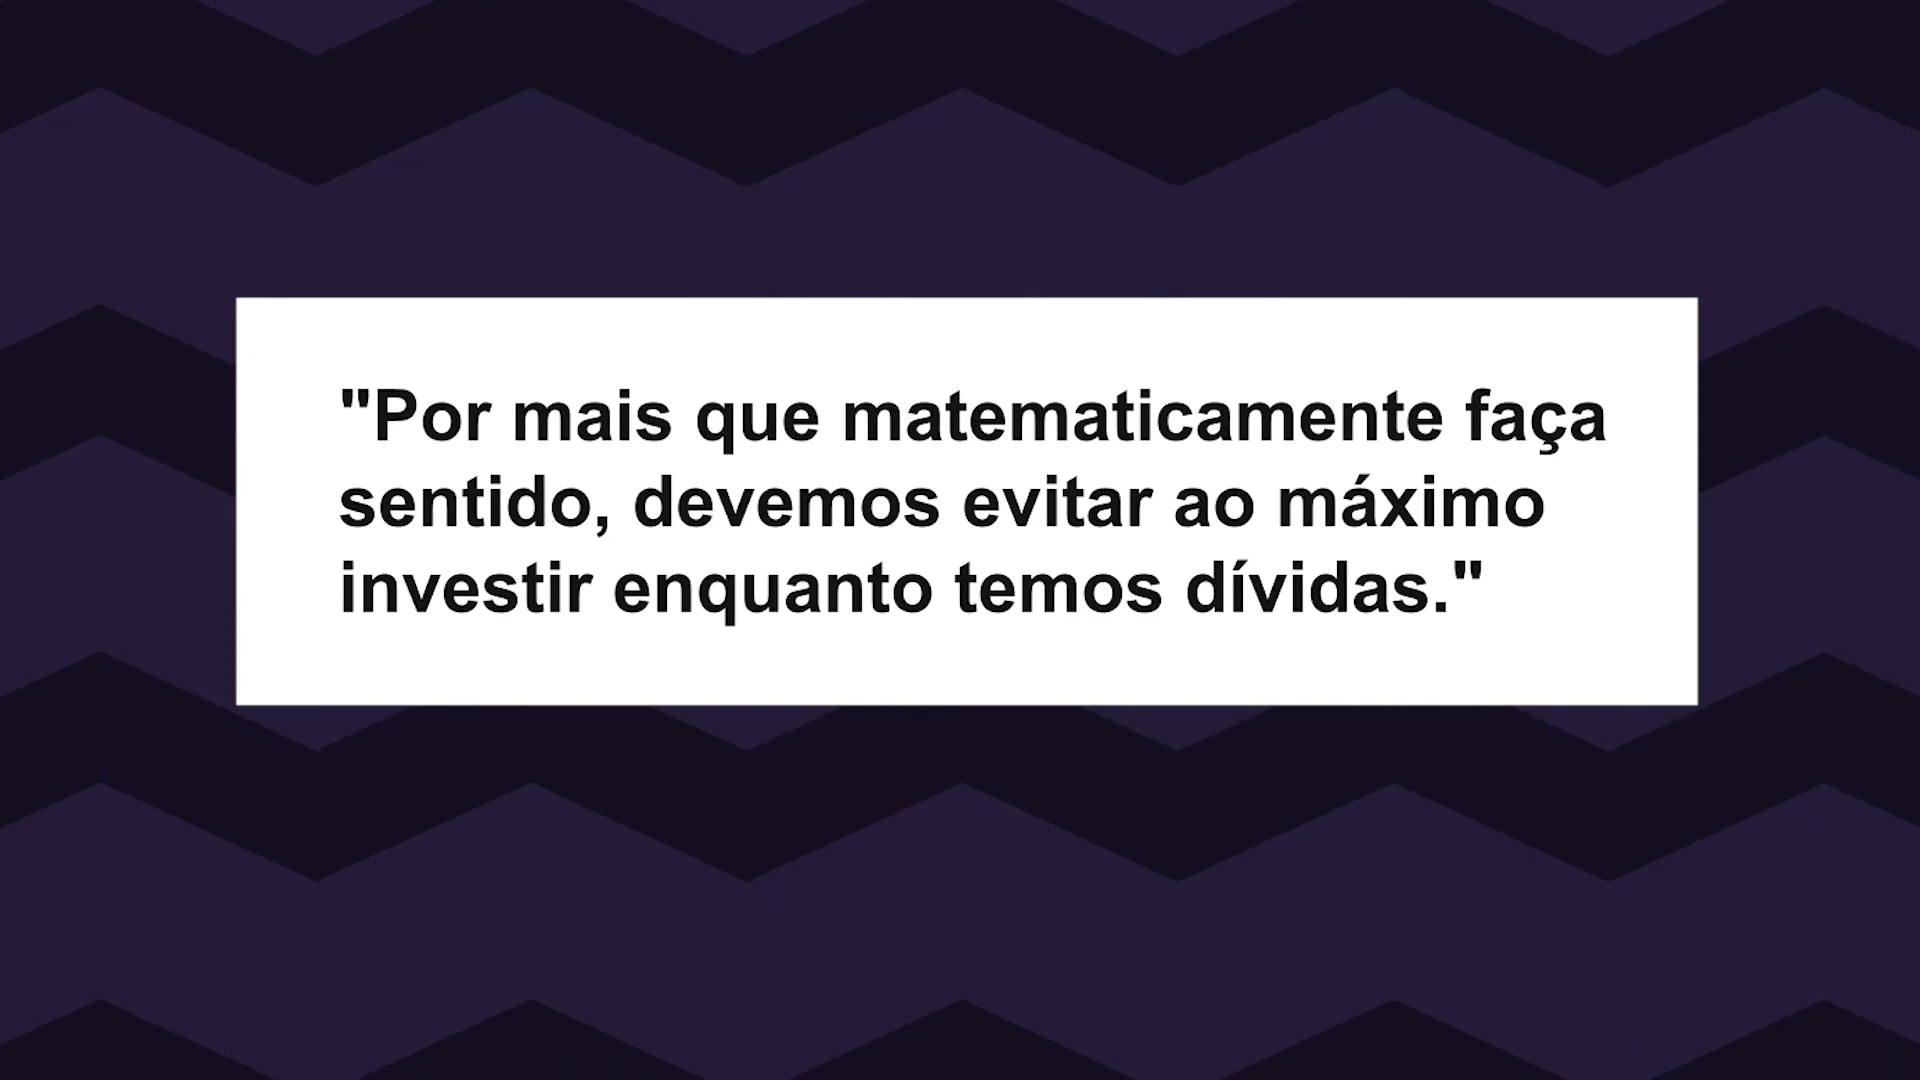 "Por mais que matematicamente faça
sentido, devemos evitar ao máximo
investir enquanto temos dívidas."